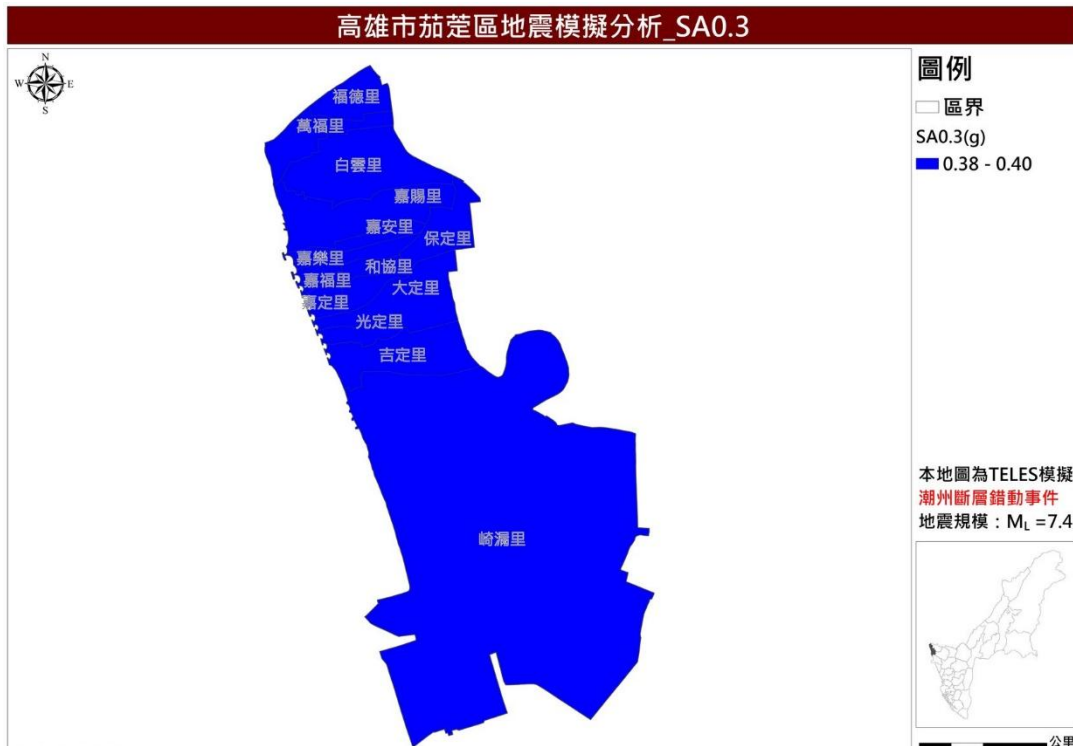 高雄市茄萣區地震模擬分析_SA0.3
N
W
E
S
福德里
萬福里
白雲里
嘉賜里
嘉安里
保定里
嘉樂里
和協里
嘉福里
大定里
嘉定里
光定里
吉定里
崎漏里
圖例
區界
SA0.3(g)
0.38 - 0.40
本地圖為TELES模擬
潮州斷層錯動事件
地震規模：ML =7.4
公里